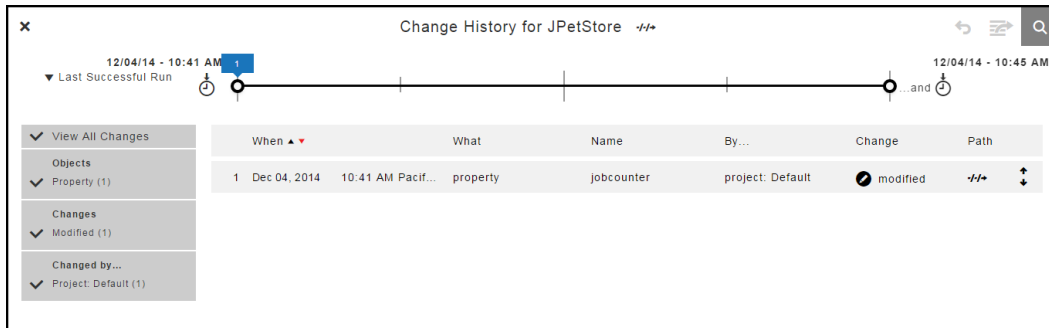 Change History for JPetStore
12/04/14 - 10:41 AM
1
12/04/14 - 10:45 AM
Last Successful Run
...and
View All Changes
When
What
Name
By...
Change
Path
Objects
Property (1)
1 Dec 04, 2014 10:41 AM Pacif... property jobcounter project: Default modified
Changes
Modified (1)
Changed by...
Project: Default (1)